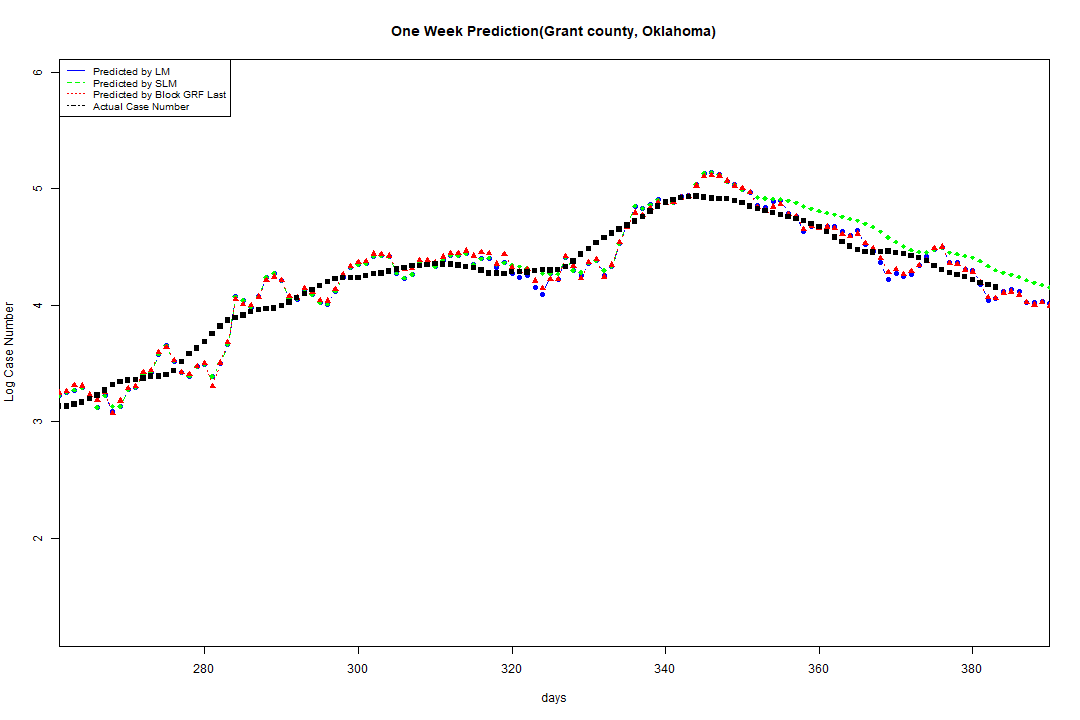 One Week Prediction(Grant county, Oklahoma)
Predicted by LM
Predicted by SLM
Predicted by Block GRF Last
Actual Case Number
6
5
4
3
2
Log Case Number
280 300 320 340 360 380
days